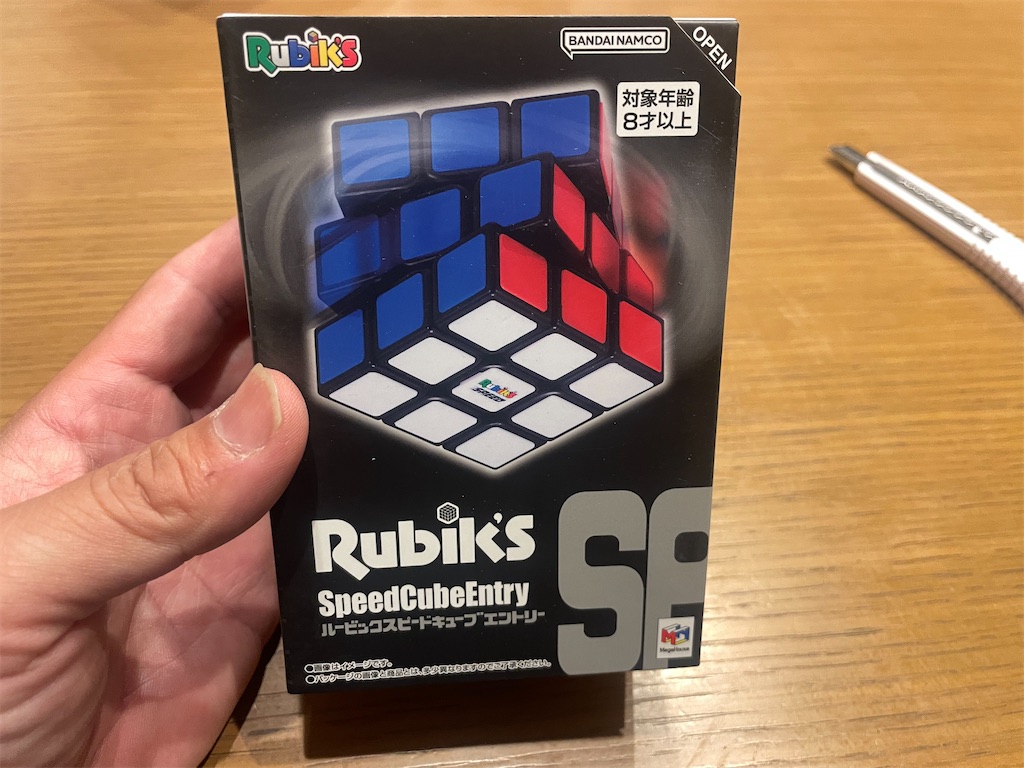 Rubik's
BANDAI NAMCO
OPEN
対象年齢
8才以上
Rubik's
SPEED
Rubik's
SpeedCubeEntry
ルービックスピードキューブエントリー
MegaHouse
●画像はイメージです。
●パッケージの画像と商品とは、多少異なりますのでご了承ください。